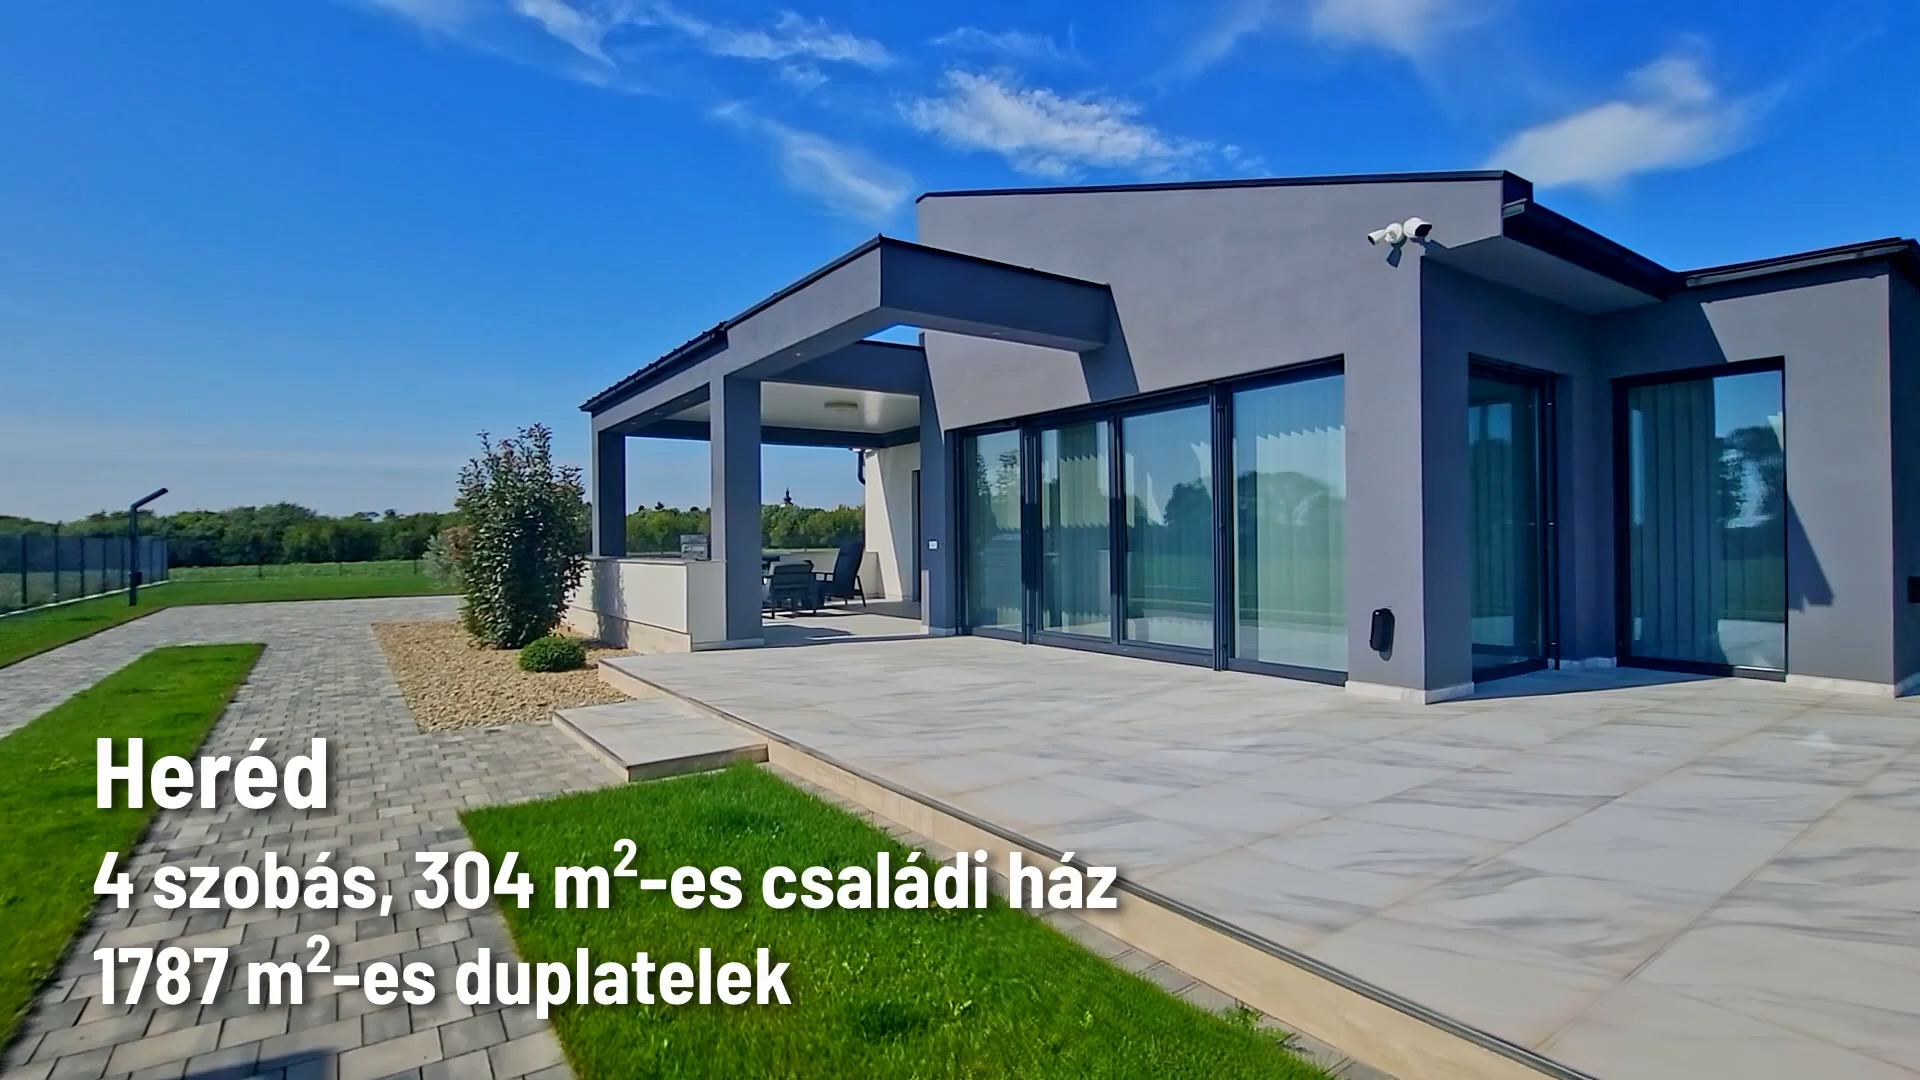 Heréd
4 szobás, 304 m²-es családi ház
1787 m²-es duplatelek